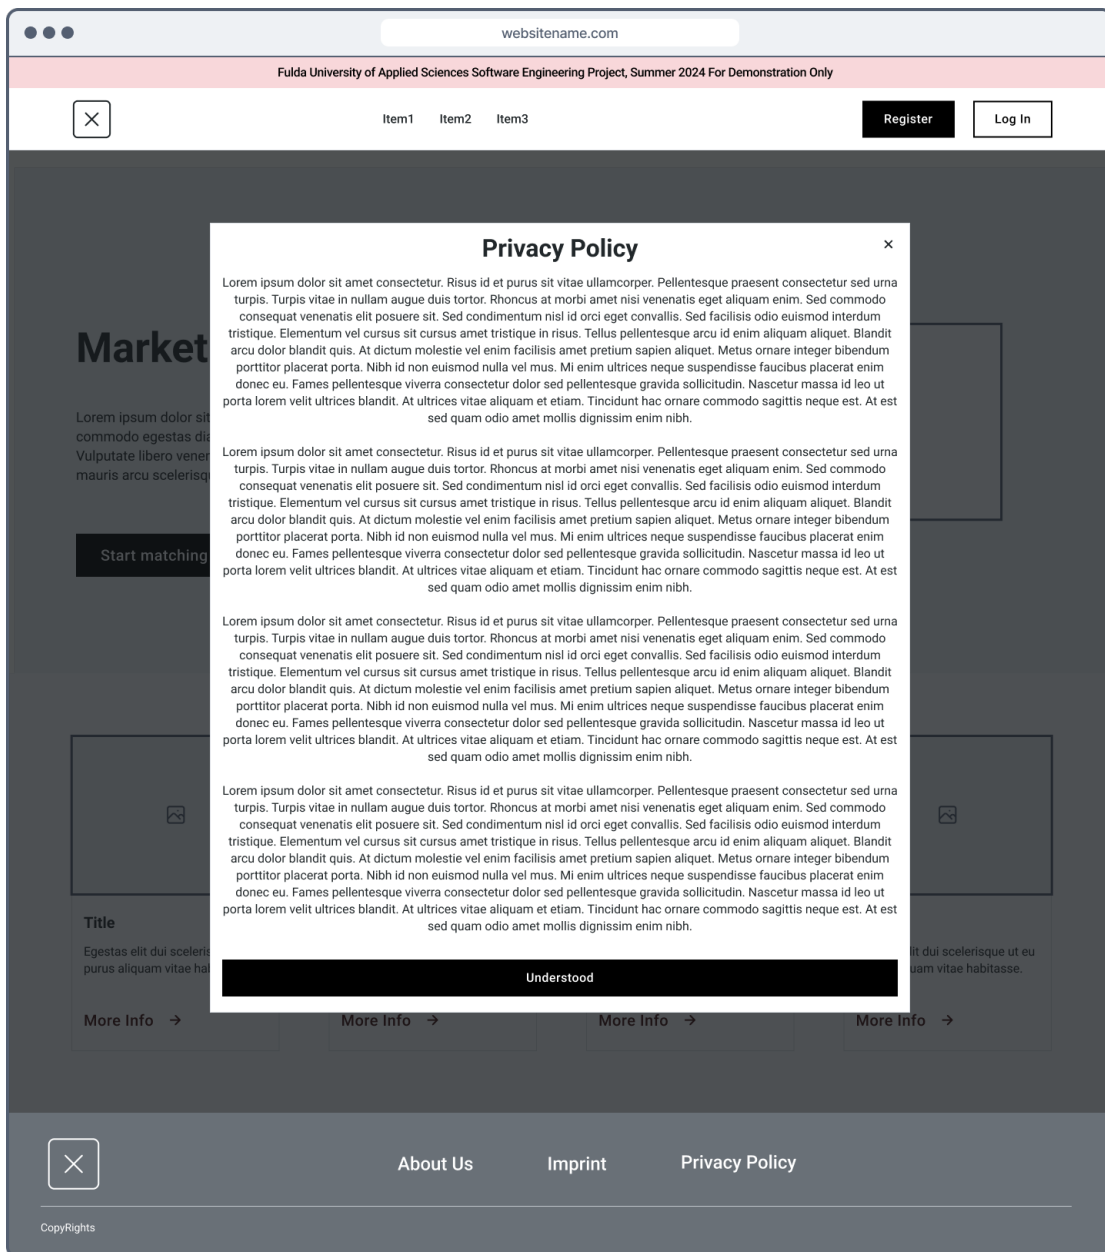 websitename.com
Fulda University of Applied Sciences Software Engineering Project, Summer 2024 For Demonstration Only
Item1 Item2 Item3 Register Log In
Privacy Policy
Lorem ipsum dolor sit amet consectetur. Risus id et purus sit vitae ullamcorper. Pellentesque praesent consectetur sed urna
turpis. Turpis vitae in nullam augue duis tortor. Rhoncus at morbi amet nisi venenatis eget aliquam enim. Sed commodo
consequat venenatis elit posuere sit. Sed condimentum nisl id orci eget convallis. Sed facilisis odio euismod interdum
tristique. Elementum vel cursus sit cursus amet tristique in risus. Tellus pellentesque arcu id enim aliquam aliquet. Blandit
arcu dolor blandit quis. At dictum molestie vel enim facilisis amet pretium sapien aliquet. Metus ornare integer bibendum
porttitor placerat porta. Nibh id non euismod nulla vel mus. Mi enim ultrices neque suspendisse faucibus placerat enim
donec eu. Fames pellentesque viverra consectetur dolor sed pellentesque gravida sollicitudin. Nascetur massa id leo ut
porta lorem velit ultrices blandit. At ultrices vitae aliquam et etiam. Tincidunt hac ornare commodo sagittis neque est. At est
sed quam odio amet mollis dignissim enim nibh.
Lorem ipsum dolor sit amet consectetur. Risus id et purus sit vitae ullamcorper. Pellentesque praesent consectetur sed urna
turpis. Turpis vitae in nullam augue duis tortor. Rhoncus at morbi amet nisi venenatis eget aliquam enim. Sed commodo
consequat venenatis elit posuere sit. Sed condimentum nisl id orci eget convallis. Sed facilisis odio euismod interdum
tristique. Elementum vel cursus sit cursus amet tristique in risus. Tellus pellentesque arcu id enim aliquam aliquet. Blandit
arcu dolor blandit quis. At dictum molestie vel enim facilisis amet pretium sapien aliquet. Metus ornare integer bibendum
porttitor placerat porta. Nibh id non euismod nulla vel mus. Mi enim ultrices neque suspendisse faucibus placerat enim
donec eu. Fames pellentesque viverra consectetur dolor sed pellentesque gravida sollicitudin. Nascetur massa id leo ut
porta lorem velit ultrices blandit. At ultrices vitae aliquam et etiam. Tincidunt hac ornare commodo sagittis neque est. At est
sed quam odio amet mollis dignissim enim nibh.
Lorem ipsum dolor sit amet consectetur. Risus id et purus sit vitae ullamcorper. Pellentesque praesent consectetur sed urna
turpis. Turpis vitae in nullam augue duis tortor. Rhoncus at morbi amet nisi venenatis eget aliquam enim. Sed commodo
consequat venenatis elit posuere sit. Sed condimentum nisl id orci eget convallis. Sed facilisis odio euismod interdum
tristique. Elementum vel cursus sit cursus amet tristique in risus. Tellus pellentesque arcu id enim aliquam aliquet. Blandit
arcu dolor blandit quis. At dictum molestie vel enim facilisis amet pretium sapien aliquet. Metus ornare integer bibendum
porttitor placerat porta. Nibh id non euismod nulla vel mus. Mi enim ultrices neque suspendisse faucibus placerat enim
donec eu. Fames pellentesque viverra consectetur dolor sed pellentesque gravida sollicitudin. Nascetur massa id leo ut
porta lorem velit ultrices blandit. At ultrices vitae aliquam et etiam. Tincidunt hac ornare commodo sagittis neque est. At est
sed quam odio amet mollis dignissim enim nibh.
Lorem ipsum dolor sit amet consectetur. Risus id et purus sit vitae ullamcorper. Pellentesque praesent consectetur sed urna
turpis. Turpis vitae in nullam augue duis tortor. Rhoncus at morbi amet nisi venenatis eget aliquam enim. Sed commodo
consequat venenatis elit posuere sit. Sed condimentum nisl id orci eget convallis. Sed facilisis odio euismod interdum
tristique. Elementum vel cursus sit cursus amet tristique in risus. Tellus pellentesque arcu id enim aliquam aliquet. Blandit
arcu dolor blandit quis. At dictum molestie vel enim facilisis amet pretium sapien aliquet. Metus ornare integer bibendum
porttitor placerat porta. Nibh id non euismod nulla vel mus. Mi enim ultrices neque suspendisse faucibus placerat enim
donec eu. Fames pellentesque viverra consectetur dolor sed pellentesque gravida sollicitudin. Nascetur massa id leo ut
porta lorem velit ultrices blandit. At ultrices vitae aliquam et etiam. Tincidunt hac ornare commodo sagittis neque est. At est
sed quam odio amet mollis dignissim enim nibh.
Understood
Market
Lorem ipsum dolor sit
commodo egestas
Vulputate libero
mauris arcu
Start matching
Title
Egestas elit dui
purus aliquam vitae
dui scelerisque ut eu
vitae habitasse.
More Info More Info More Info More Info
About Us Imprint Privacy Policy
CopyRights